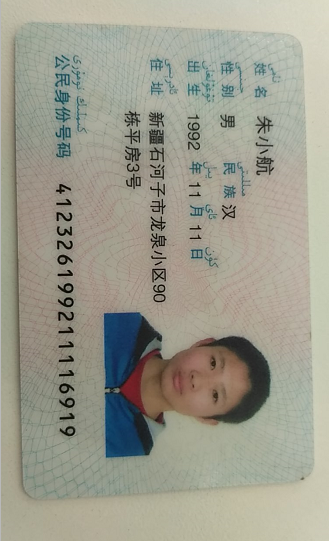 姓名 朱小航
性别 男 民族 汉
出生 1992 年 11 月 11 日
住址 新疆石河子市龙泉小区90
栋平房3号
公民身份号码 412326199211116919